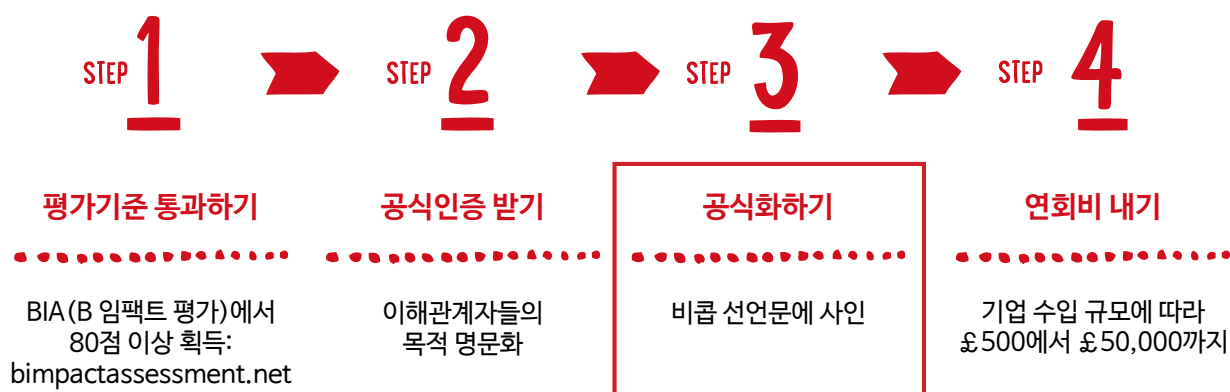 STEP 1
STEP 2
STEP 3
STEP 4
평가기준 통과하기
BIA(B 임팩트 평가)에서
80점 이상 획득:
bimpactassessment.net
공식인증 받기
이해관계자들의
목적 명문화
공식화하기
비콥 선언문에 사인
연회비 내기
기업 수입 규모에 따라
£500에서 £50,000까지